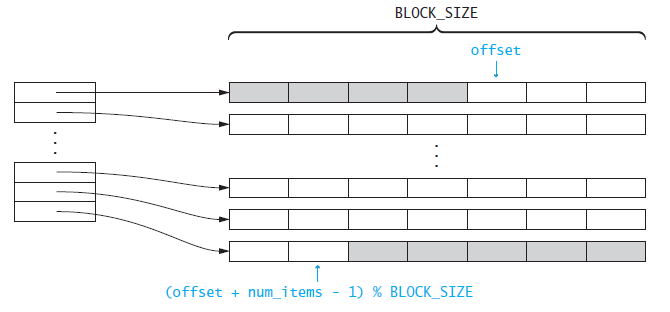 BLOCK_SIZE
offset
(offset + num_items - 1) % BLOCK_SIZE